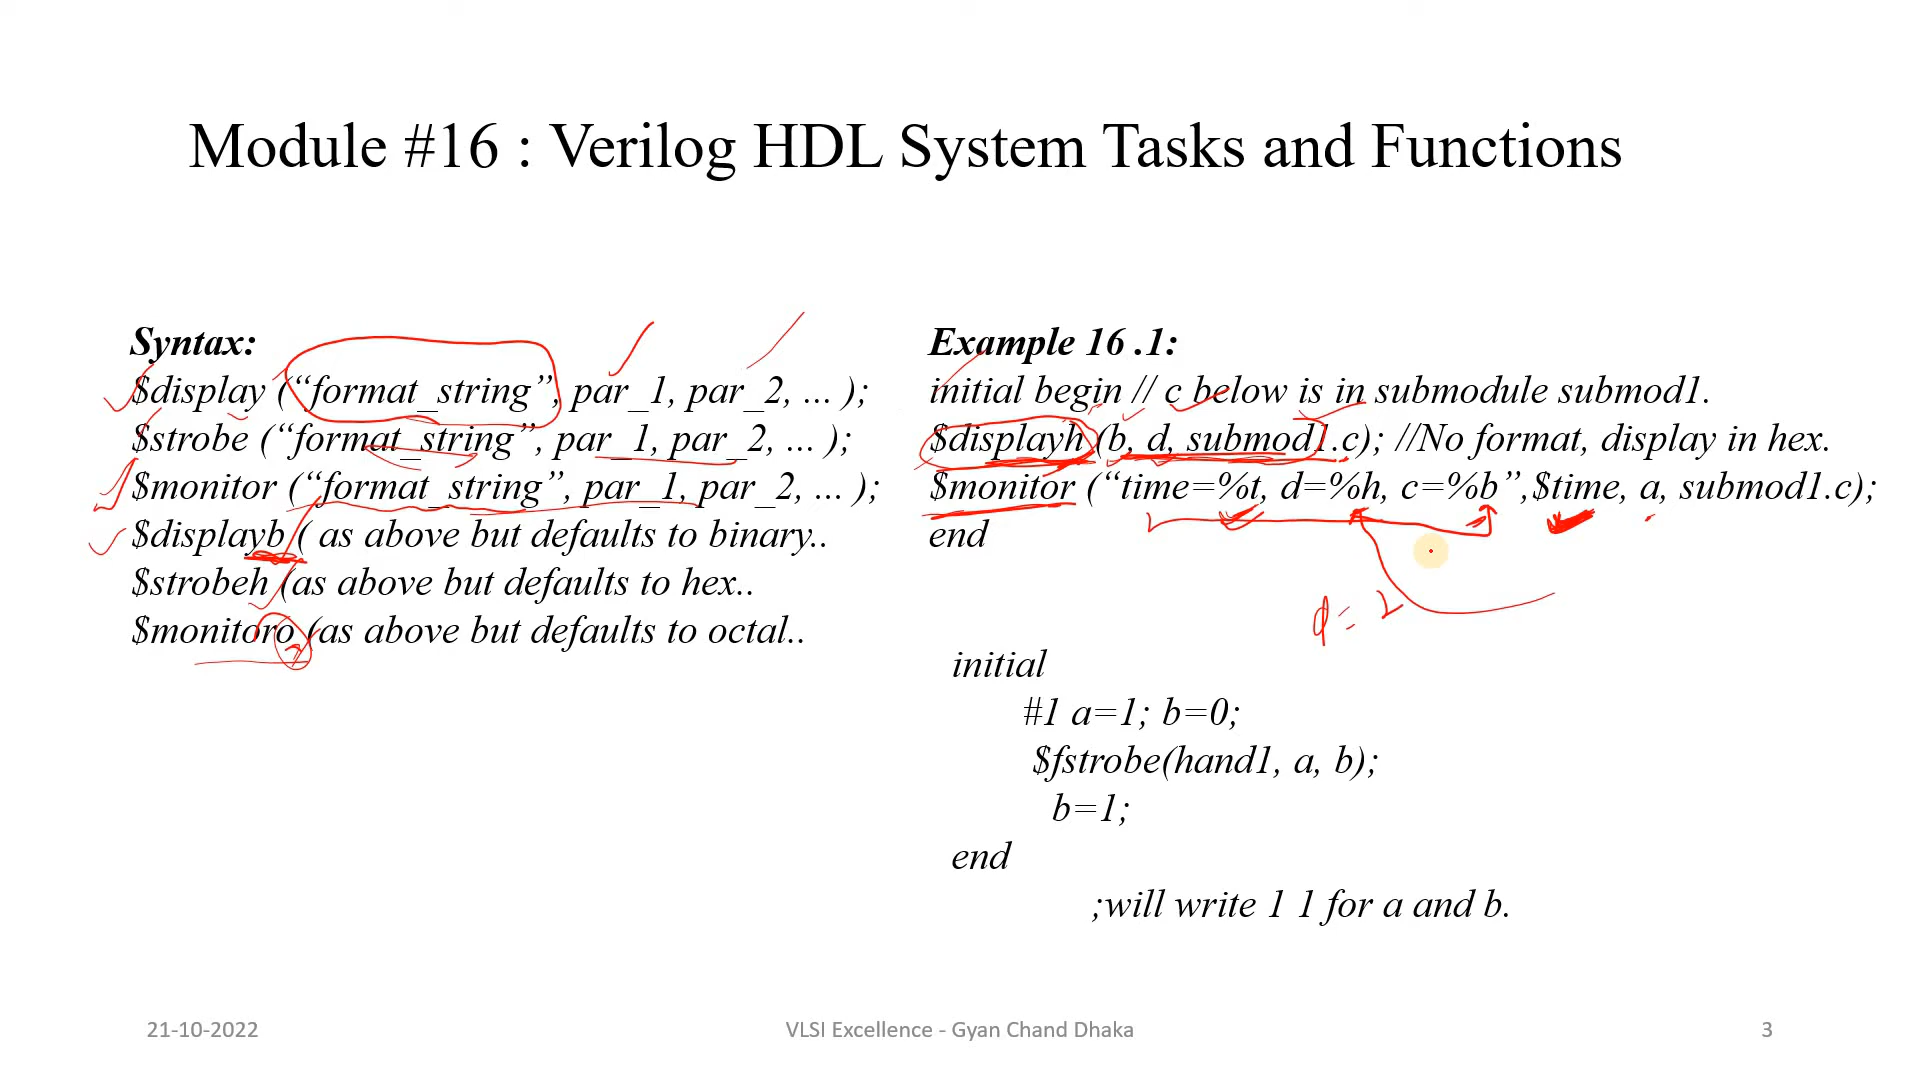 Module #16 : Verilog HDL System Tasks and Functions
Syntax:
$display (“format_string”, par_1, par_2, ... );
$strobe (“format_string”, par_1, par_2, ... );
$monitor (“format_string”, par_1, par_2, ... );
$displayb ( as above but defaults to binary..
$strobeh (as above but defaults to hex..
$monitoro (as above but defaults to octal..
Example 16 .1:
initial begin // c below is in submodule submod1.
$displayh (b, d, submod1.c); //No format, display in hex.
$monitor (“time=%t, d=%h, c=%b”,$time, a, submod1.c);
end
initial
#1 a=1; b=0;
$fstrobe(hand1, a, b);
b=1;
end
;will write 1 1 for a and b.
21-10-2022
VLSI Excellence - Gyan Chand Dhaka
3